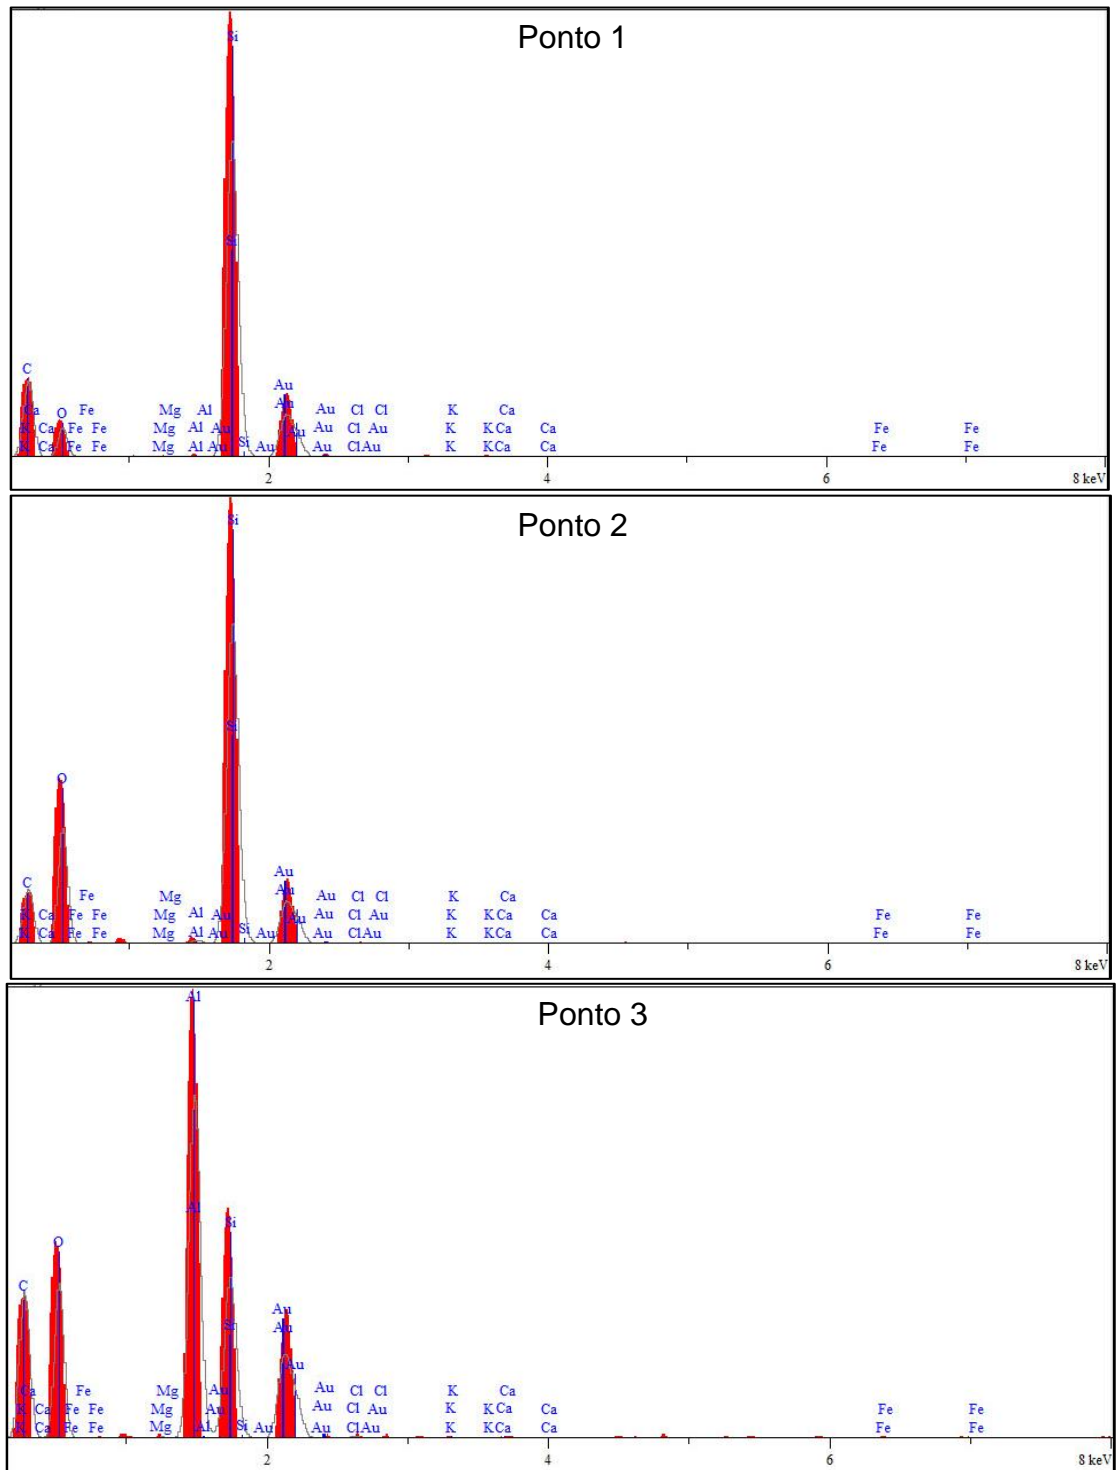 Ponto 1
Si
Si
C
Au
Au
Ca O Fe Mg Al Au Au Cl Cl K Ca
K Ca Fe Fe Mg Al Au Au Cl Au K K Ca Ca Fe Fe
K Ca Fe Fe Mg Al Au Si Au Au Cl Au K K Ca Ca Fe Fe
2 4 6 8 keV
Ponto 2
Si
Si
O
Au
C Au
Fe Mg Au Cl Cl K Ca
K Ca Fe Fe Mg Al Au Au Au Cl Au K K Ca Ca Fe Fe
K Ca Fe Fe Mg Al Au Si Au Au Cl Au K K Ca Ca Fe Fe
2 4 6 8 keV
Al
Ponto 3
Al
Si
O
C
Au
Si Au
Au
Ca Fe Mg Au Au Cl Cl K Ca
K Ca Fe Fe Mg Au Au Cl Au K K Ca Ca Fe Fe
K Ca Fe Fe Mg Al Si Au Au Cl Au K K Ca Ca Fe Fe
2 4 6 8 keV